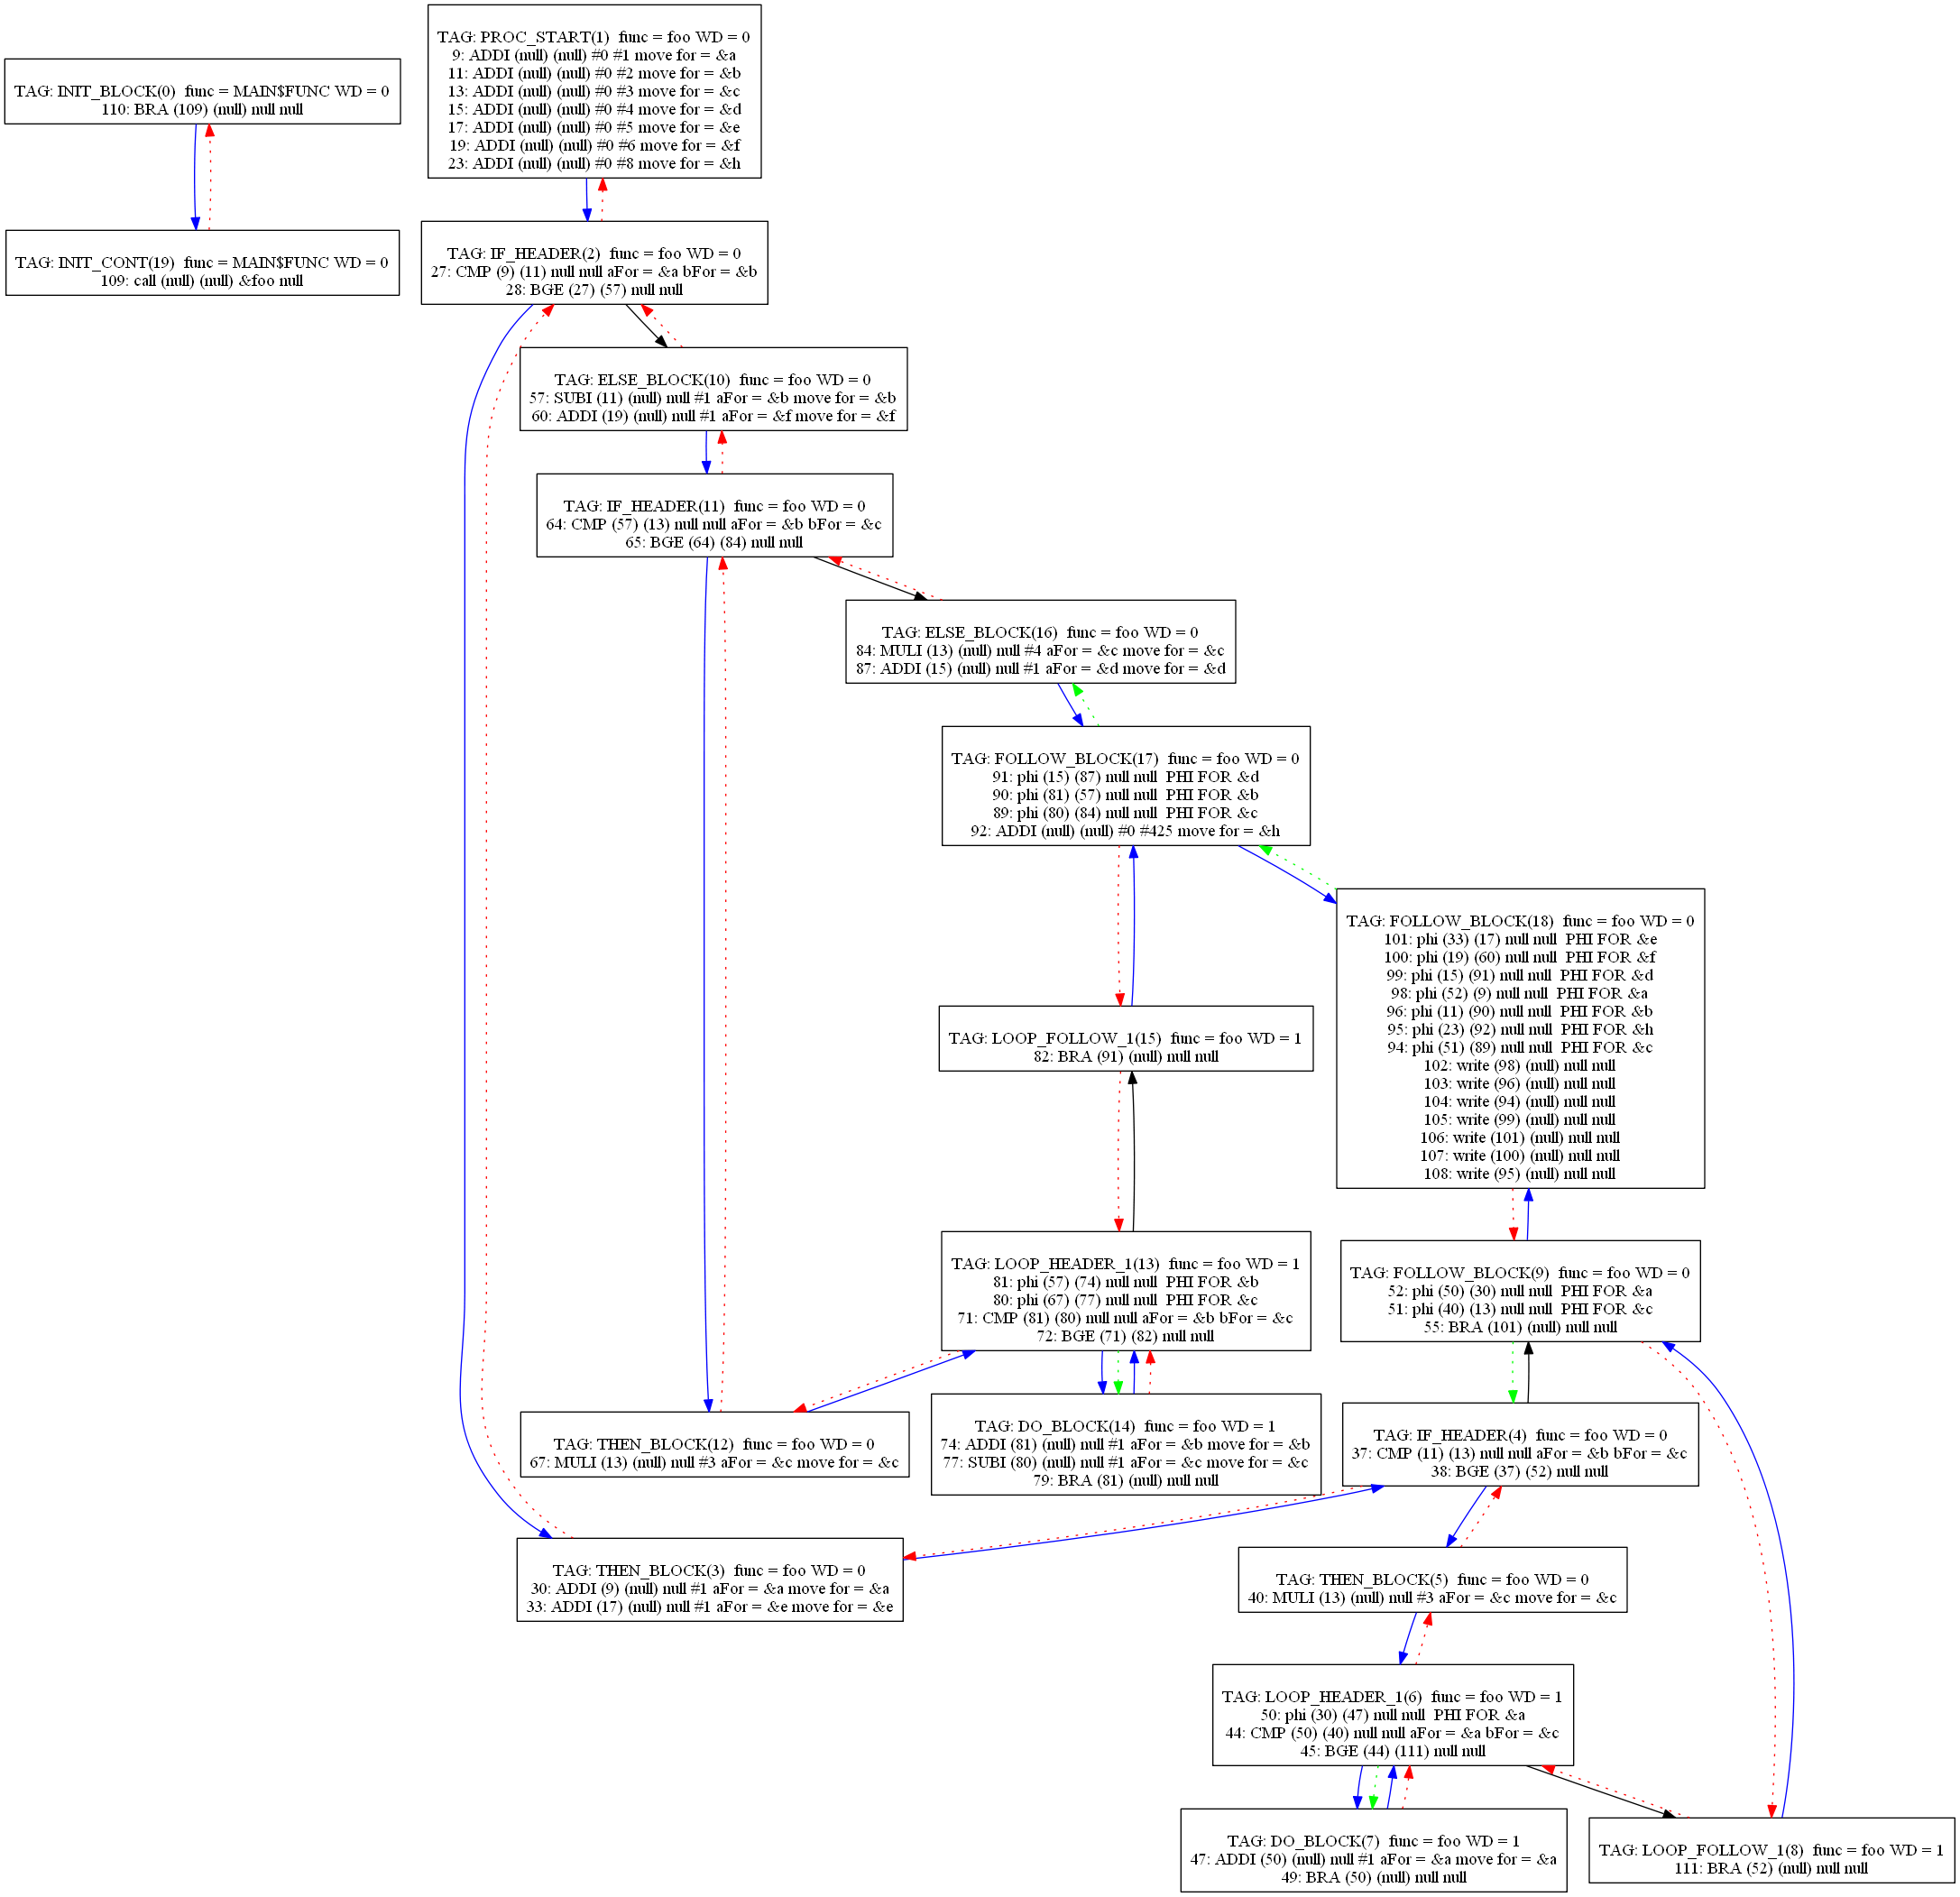 TAG: PROC_START(1)  func = foo WD = 0
9: ADDI (null) (null) #0 #1 move for = &a
11: ADDI (null) (null) #0 #2 move for = &b
13: ADDI (null) (null) #0 #3 move for = &c
15: ADDI (null) (null) #0 #4 move for = &d
17: ADDI (null) (null) #0 #5 move for = &e
19: ADDI (null) (null) #0 #6 move for = &f
23: ADDI (null) (null) #0 #8 move for = &h
TAG: INIT_BLOCK(0)  func = MAIN$FUNC WD = 0
110: BRA (109) (null) null null
TAG: INIT_CONT(19)  func = MAIN$FUNC WD = 0
109: call (null) (null) &foo null
TAG: IF_HEADER(2)  func = foo WD = 0
27: CMP (9) (11) null null aFor = &a bFor = &b
28: BGE (27) (57) null null
TAG: ELSE_BLOCK(10)  func = foo WD = 0
57: SUBI (11) (null) null #1 aFor = &b move for = &b
60: ADDI (19) (null) null #1 aFor = &f move for = &f
TAG: IF_HEADER(11)  func = foo WD = 0
64: CMP (57) (13) null null aFor = &b bFor = &c
65: BGE (64) (84) null null
TAG: ELSE_BLOCK(16)  func = foo WD = 0
84: MULI (13) (null) null #4 aFor = &c move for = &c
87: ADDI (15) (null) null #1 aFor = &d move for = &d
TAG: FOLLOW_BLOCK(17)  func = foo WD = 0
91: phi (15) (87) null null  PHI FOR &d
90: phi (81) (57) null null  PHI FOR &b
89: phi (80) (84) null null  PHI FOR &c
92: ADDI (null) (null) #0 #425 move for = &h
TAG: FOLLOW_BLOCK(18)  func = foo WD = 0
101: phi (33) (17) null null  PHI FOR &e
100: phi (19) (60) null null  PHI FOR &f
99: phi (15) (91) null null  PHI FOR &d
98: phi (52) (9) null null  PHI FOR &a
96: phi (11) (90) null null  PHI FOR &b
95: phi (23) (92) null null  PHI FOR &h
94: phi (51) (89) null null  PHI FOR &c
102: write (98) (null) null null
103: write (96) (null) null null
104: write (94) (null) null null
105: write (99) (null) null null
106: write (101) (null) null null
107: write (100) (null) null null
108: write (95) (null) null null
TAG: LOOP_FOLLOW_1(15)  func = foo WD = 1
82: BRA (91) (null) null null
TAG: LOOP_HEADER_1(13)  func = foo WD = 1
81: phi (57) (74) null null  PHI FOR &b
80: phi (67) (77) null null  PHI FOR &c
71: CMP (81) (80) null null aFor = &b bFor = &c
72: BGE (71) (82) null null
TAG: FOLLOW_BLOCK(9)  func = foo WD = 0
52: phi (50) (30) null null  PHI FOR &a
51: phi (40) (13) null null  PHI FOR &c
55: BRA (101) (null) null null
TAG: THEN_BLOCK(12)  func = foo WD = 0
67: MULI (13) (null) null #3 aFor = &c move for = &c
TAG: DO_BLOCK(14)  func = foo WD = 1
74: ADDI (81) (null) null #1 aFor = &b move for = &b
77: SUBI (80) (null) null #1 aFor = &c move for = &c
79: BRA (81) (null) null null
TAG: IF_HEADER(4)  func = foo WD = 0
37: CMP (11) (13) null null aFor = &b bFor = &c
38: BGE (37) (52) null null
TAG: THEN_BLOCK(3)  func = foo WD = 0
30: ADDI (9) (null) null #1 aFor = &a move for = &a
33: ADDI (17) (null) null #1 aFor = &e move for = &e
TAG: THEN_BLOCK(5)  func = foo WD = 0
40: MULI (13) (null) null #3 aFor = &c move for = &c
TAG: LOOP_HEADER_1(6)  func = foo WD = 1
50: phi (30) (47) null null  PHI FOR &a
44: CMP (50) (40) null null aFor = &a bFor = &c
45: BGE (44) (111) null null
TAG: DO_BLOCK(7)  func = foo WD = 1
47: ADDI (50) (null) null #1 aFor = &a move for = &a
49: BRA (50) (null) null null
TAG: LOOP_FOLLOW_1(8)  func = foo WD = 1
111: BRA (52) (null) null null